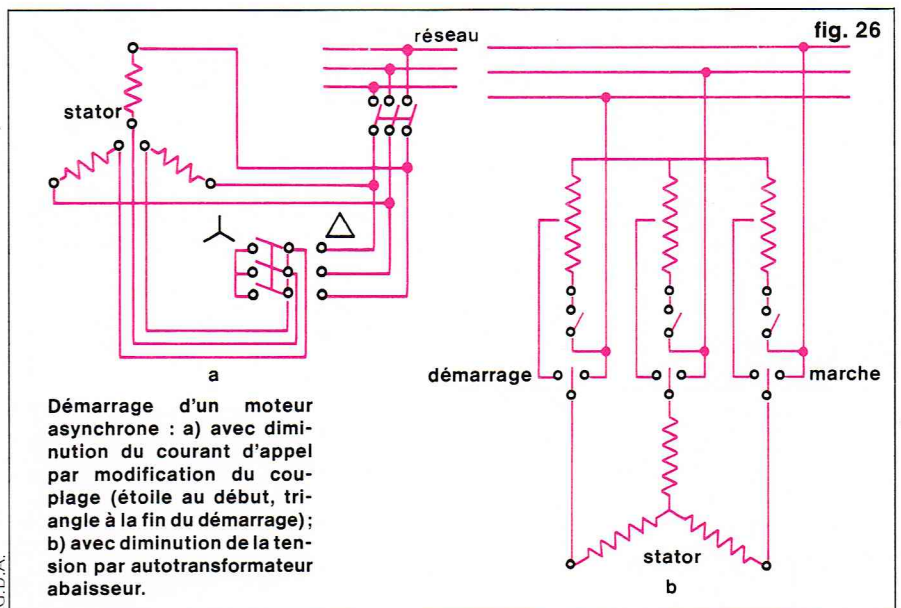 fig. 26
réseau
stator
a
démarrage
marche
stator
b
Démarrage d'un moteur
asynchrone : a) avec dimi-
nution du courant d'appel
par modification du cou-
plage (étoile au début, tri-
angle à la fin du démarrage) ;
b) avec diminution de la ten-
sion par autotransformateur
abaisseur.
G.D.A.